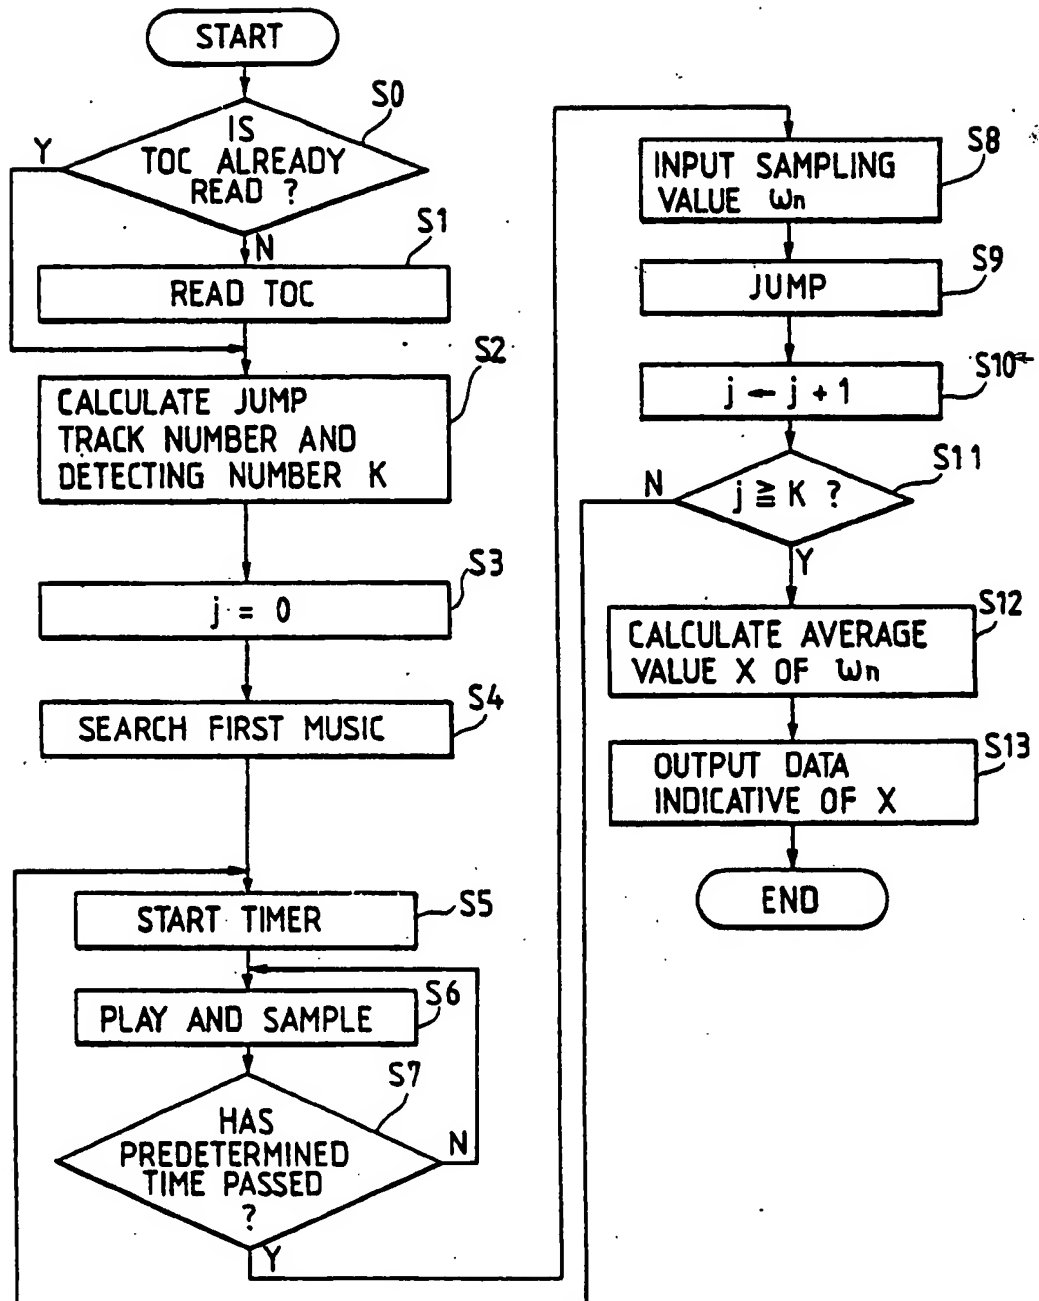 START
S0
IS
TOC ALREADY
READ ?
Y
N
S1
READ TOC
S2
CALCULATE JUMP
TRACK NUMBER AND
DETECTING NUMBER K
S3
j = 0
S4
SEARCH FIRST MUSIC
START TIMER
S5
PLAY AND SAMPLE
S6
S7
HAS
PREDETERMINED
TIME PASSED
?
N
Y
S8
INPUT SAMPLING
VALUE ωn
S9
JUMP
S10
j ← j + 1
S11
j ≧ K ?
N
Y
S12
CALCULATE AVERAGE
VALUE X OF ωn
S13
OUTPUT DATA
INDICATIVE OF X
END